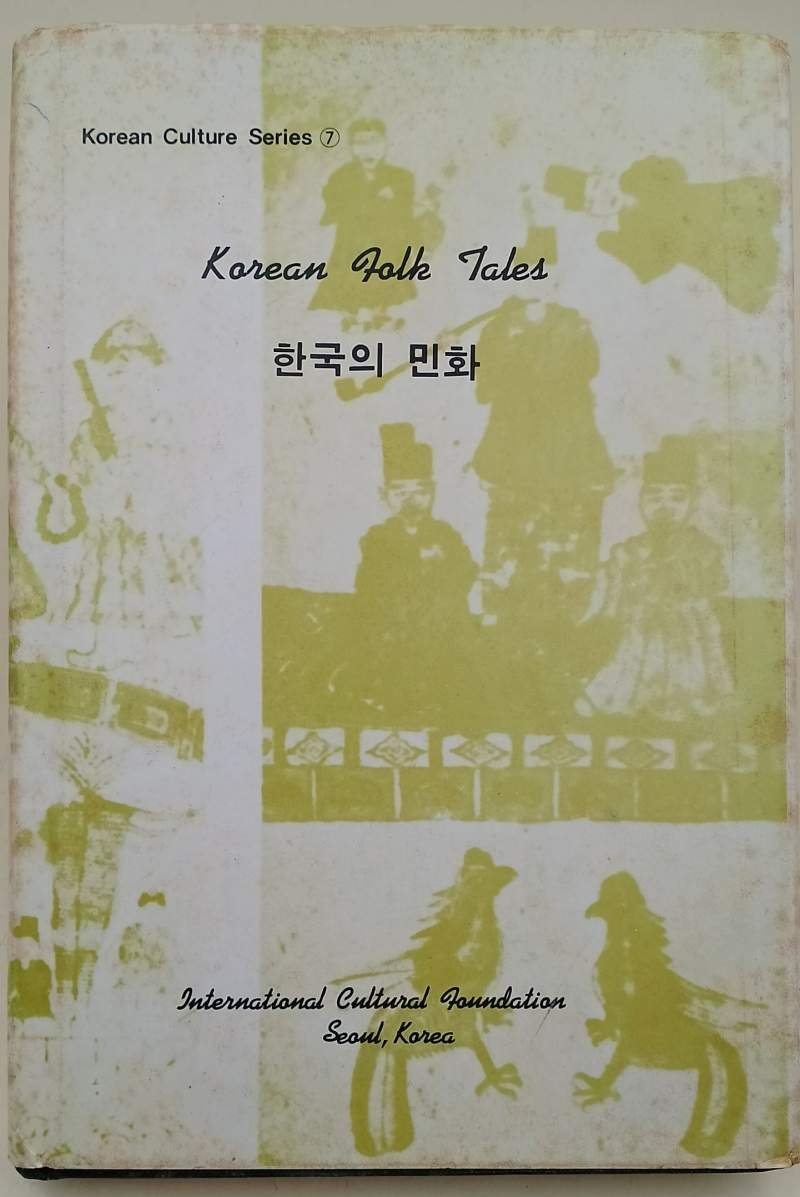 Korean Culture Series ⑦
Korean Folk Tales
한국의 민화
International Cultural Foundation
Seoul, Korea